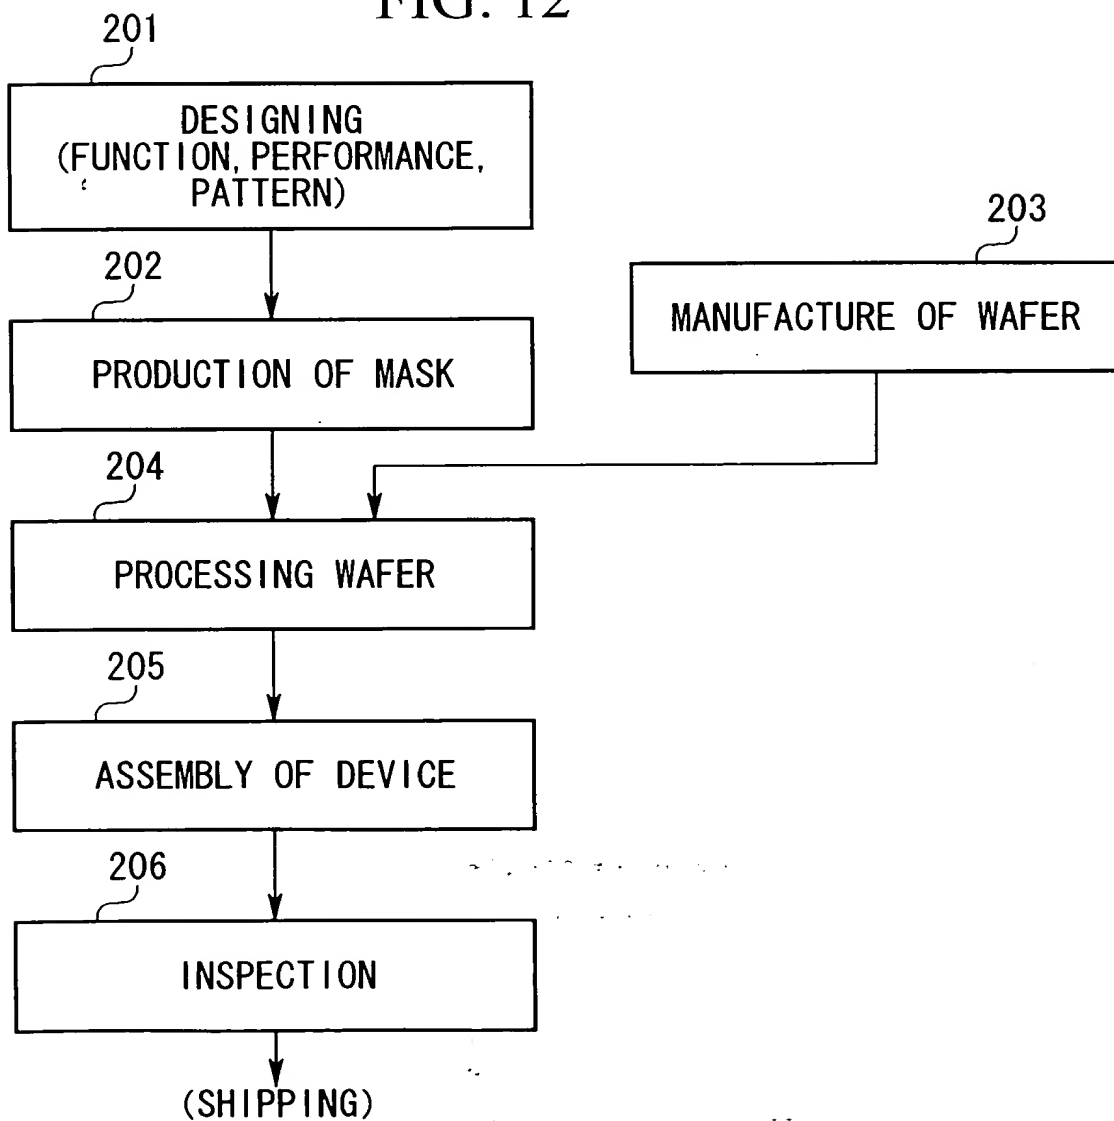 FIG. 12
201
DESIGNING
(FUNCTION, PERFORMANCE,
PATTERN)
202
PRODUCTION OF MASK
203
MANUFACTURE OF WAFER
204
PROCESSING WAFER
205
ASSEMBLY OF DEVICE
206
INSPECTION
(SHIPPING)